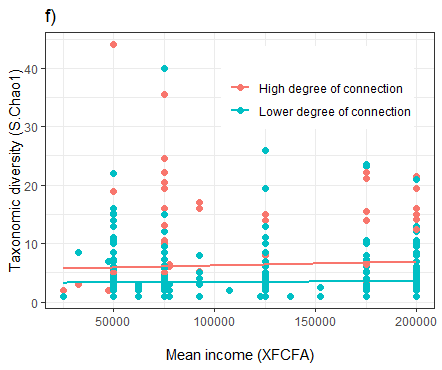 f)
Taxonomic diversity (S.Chao1)
40
30
20
10
0
High degree of connection
Lower degree of connection
50000 100000 150000 200000
Mean income (XFCFA)